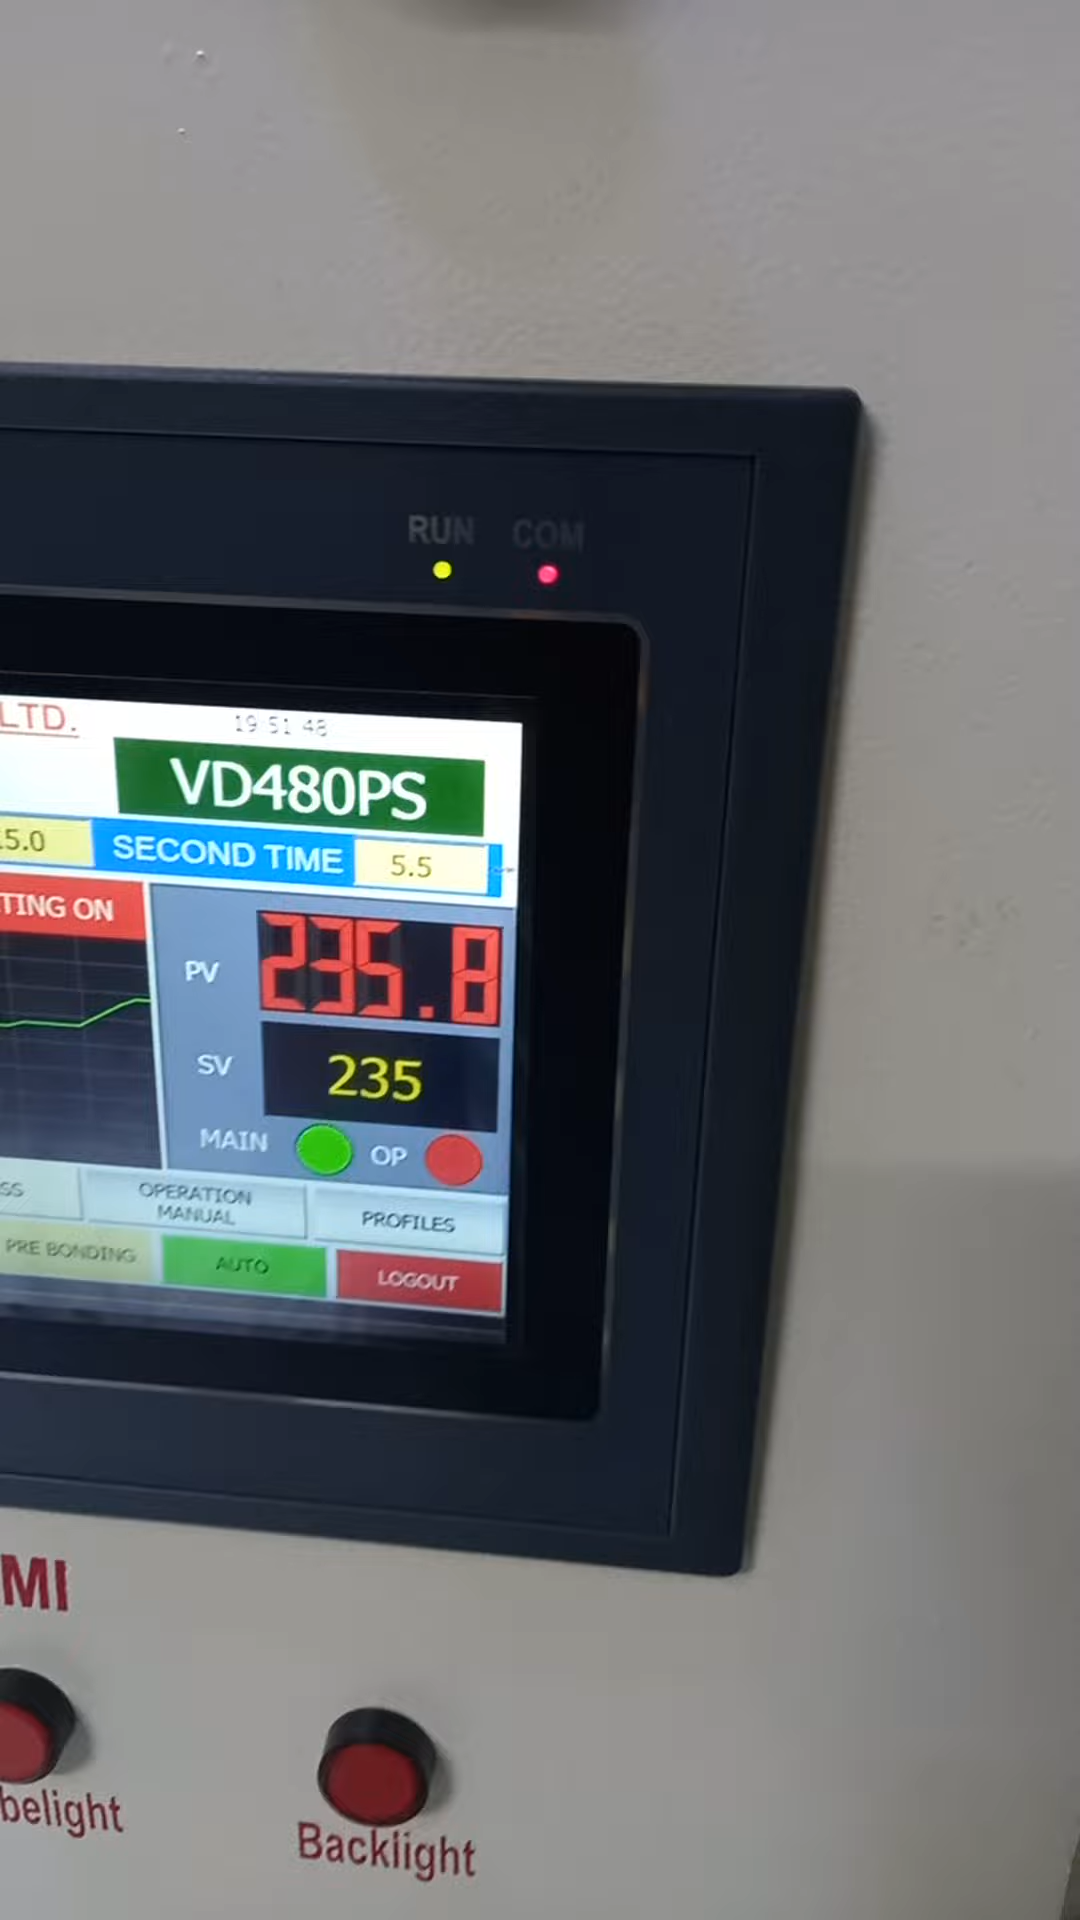 RUN COM
LTD.
19 51 48
VD480PS
5.0 SECOND TIME 5.5
TING ON
PV 235.8
SV 235
MAIN OP
SS OPERATION MANUAL PROFILES
PRE BONDING AUTO LOGOUT
MI
belight
Backlight